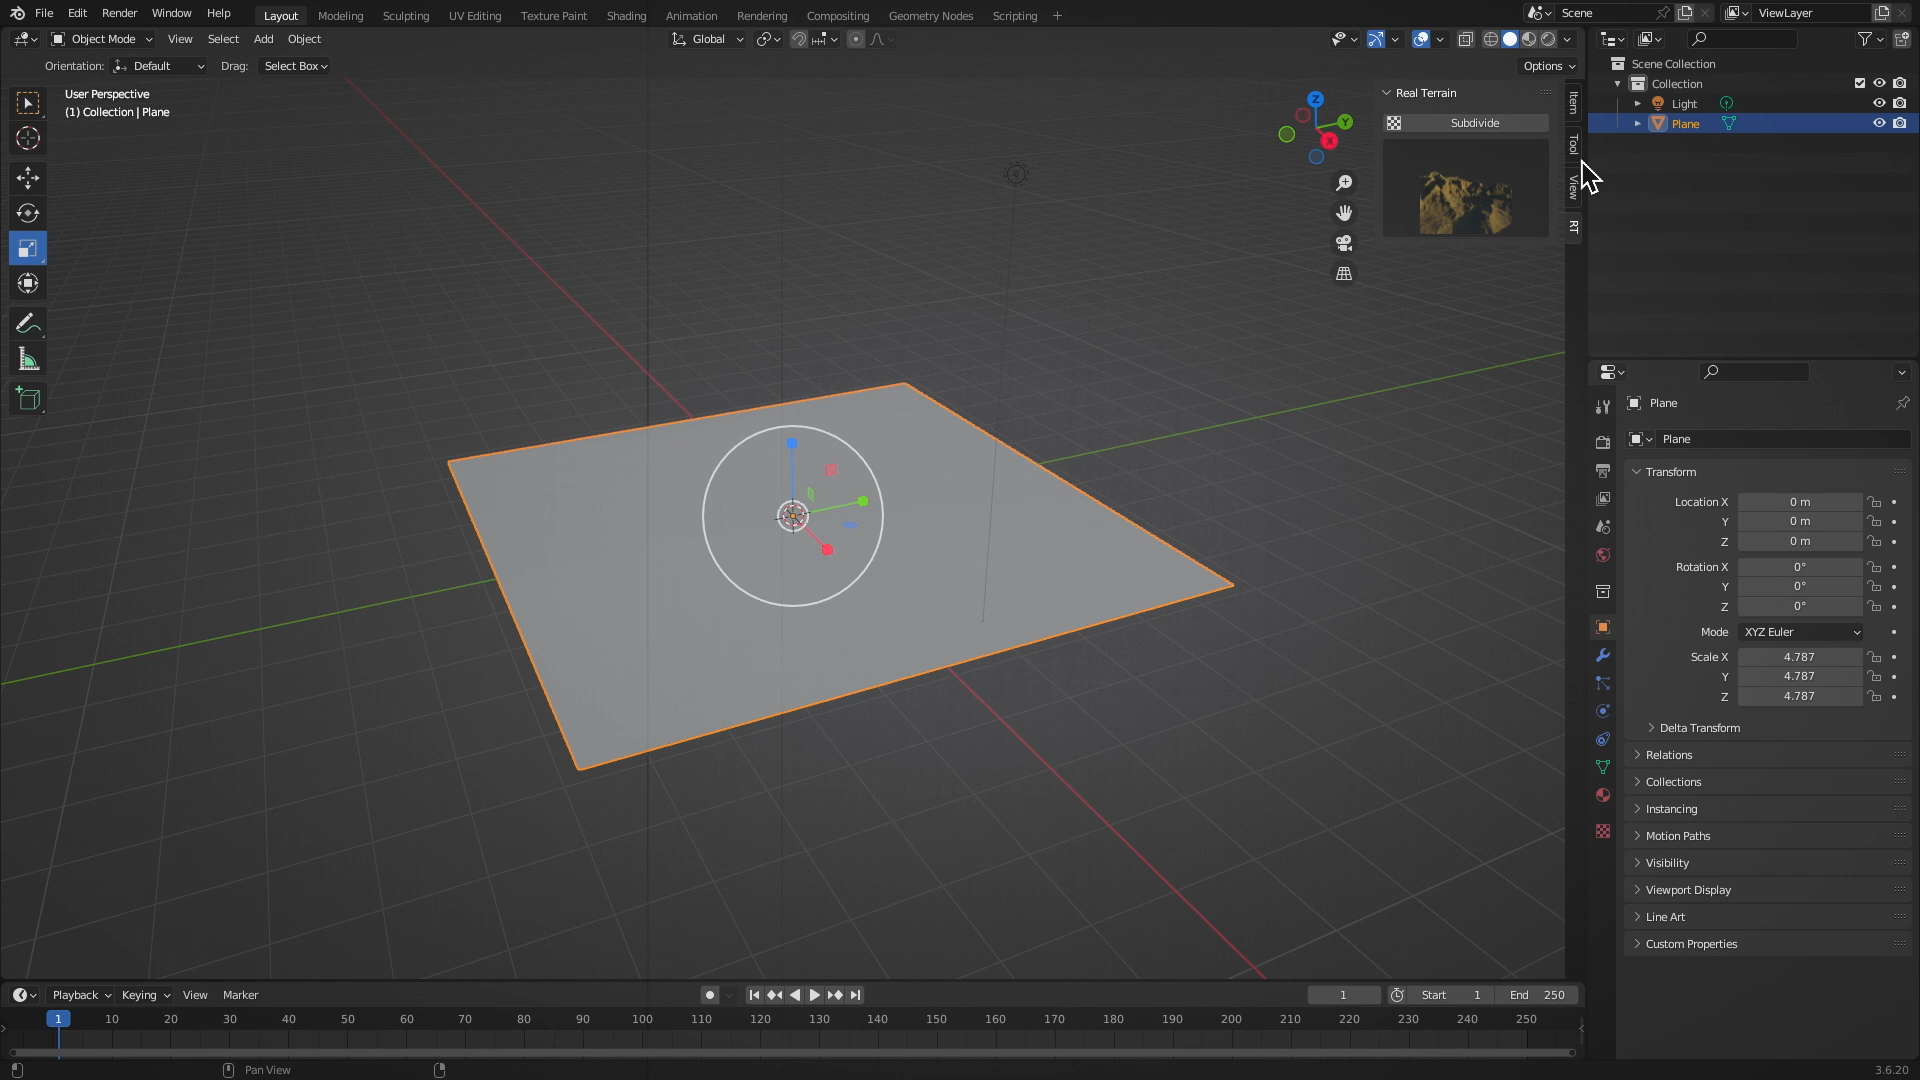 File Edit Render Window Help Layout Modeling Sculpting UV Editing Texture Paint Shading Animation Rendering Compositing Geometry Nodes Scripting + Scene ViewLayer
Object Mode View Select Add Object Global
Orientation: Default Drag: Select Box Options
User Perspective
(1) Collection | Plane
Z
Y
X
Real Terrain
Subdivide
Item
Tool
View
RT
Scene Collection
Collection
Light
Plane
Plane
Plane
Transform
Location X 0 m
Y 0 m
Z 0 m
Rotation X 0°
Y 0°
Z 0°
Mode XYZ Euler
Scale X 4.787
Y 4.787
Z 4.787
Delta Transform
Relations
Collections
Instancing
Motion Paths
Visibility
Viewport Display
Line Art
Custom Properties
Playback Keying View Marker 1 Start 1 End 250
1 10 20 30 40 50 60 70 80 90 100 110 120 130 140 150 160 170 180 190 200 210 220 230 240 250
Pan View 3.6.20